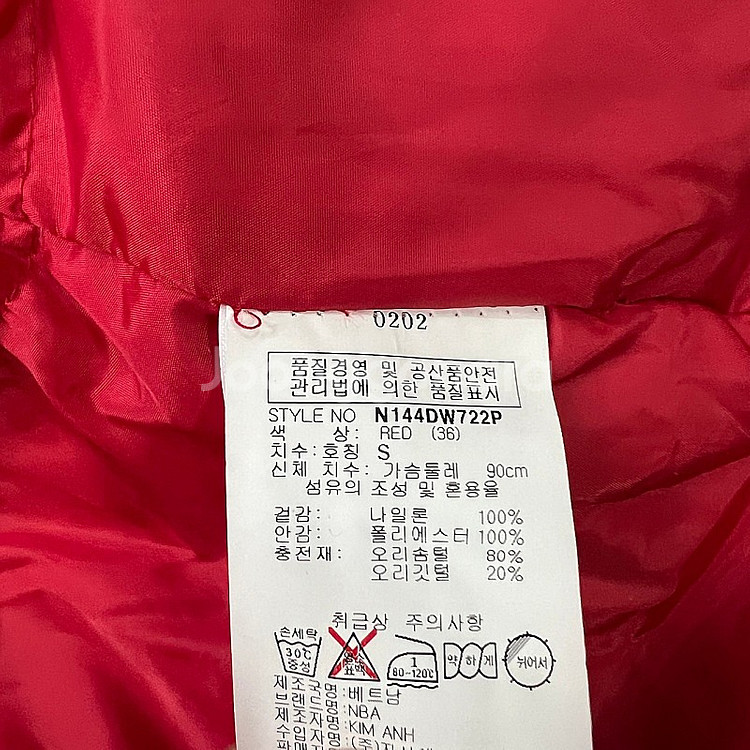 0202
품질경영 및 공산품안전
관리법에 의한 품질표시
STYLE NO N144DW722P
색 상: RED (36)
치수: 호칭 S
신체 치수: 가슴둘레 90cm
섬유의 조성 및 혼용율
겉감: 나일론 100%
안감: 폴리에스터 100%
충전재: 오리솜털 80%
오리깃털 20%
취급상 주의사항
손세탁
30℃
중성
1
80~120℃
약하게
뉘어서
제조국명: 베트남
브랜드명: NBA
제조자명: KIM ANH
수입자명: (주)